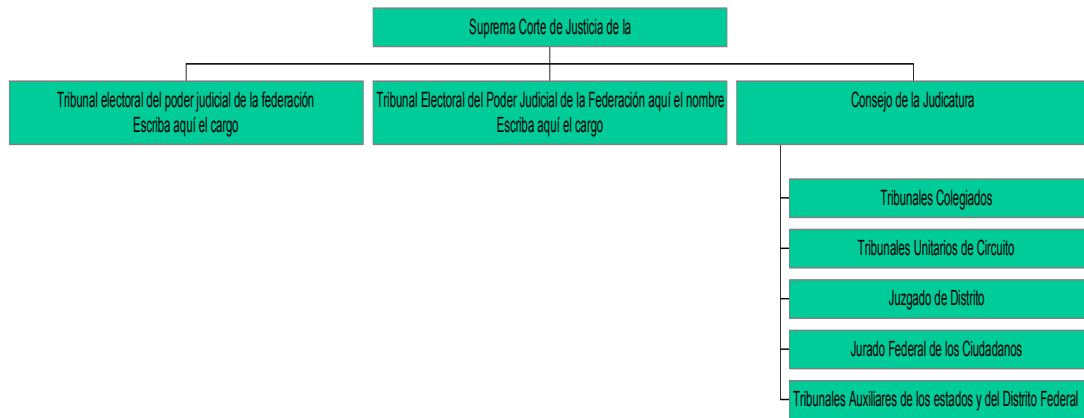 Suprema Corte de Justicia de la
Tribunal electoral del poder judicial de la federación
Escriba aquí el cargo
Tribunal Electoral del Poder Judicial de la Federación aquí el nombre
Escriba aquí el cargo
Consejo de la Judicatura
Tribunales Colegiados
Tribunales Unitarios de Circuito
Juzgado de Distrito
Jurado Federal de los Ciudadanos
Tribunales Auxiliares de los estados y del Distrito Federal